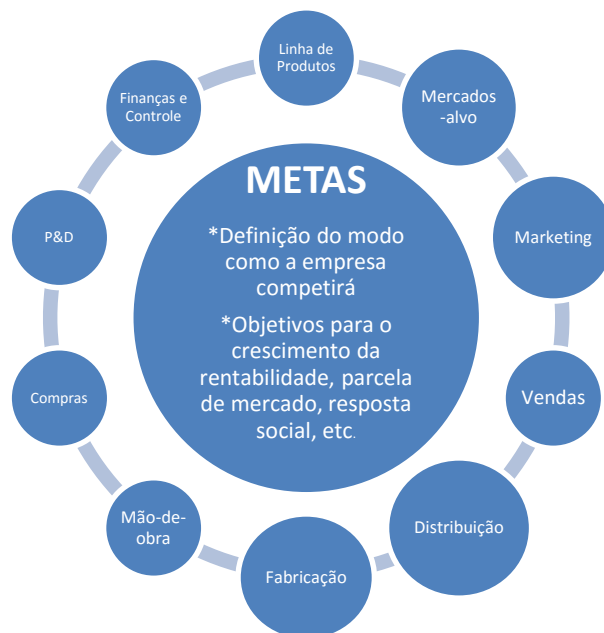 Linha de
Produtos
Mercados
-alvo
Marketing
Vendas
Distribuição
Fabricação
Mão-de-
obra
Compras
P&D
Finanças e
Controle
METAS
*Definição do modo
como a empresa
competirá
*Objetivos para o
crescimento da
rentabilidade, parcela
de mercado, resposta
social, etc.